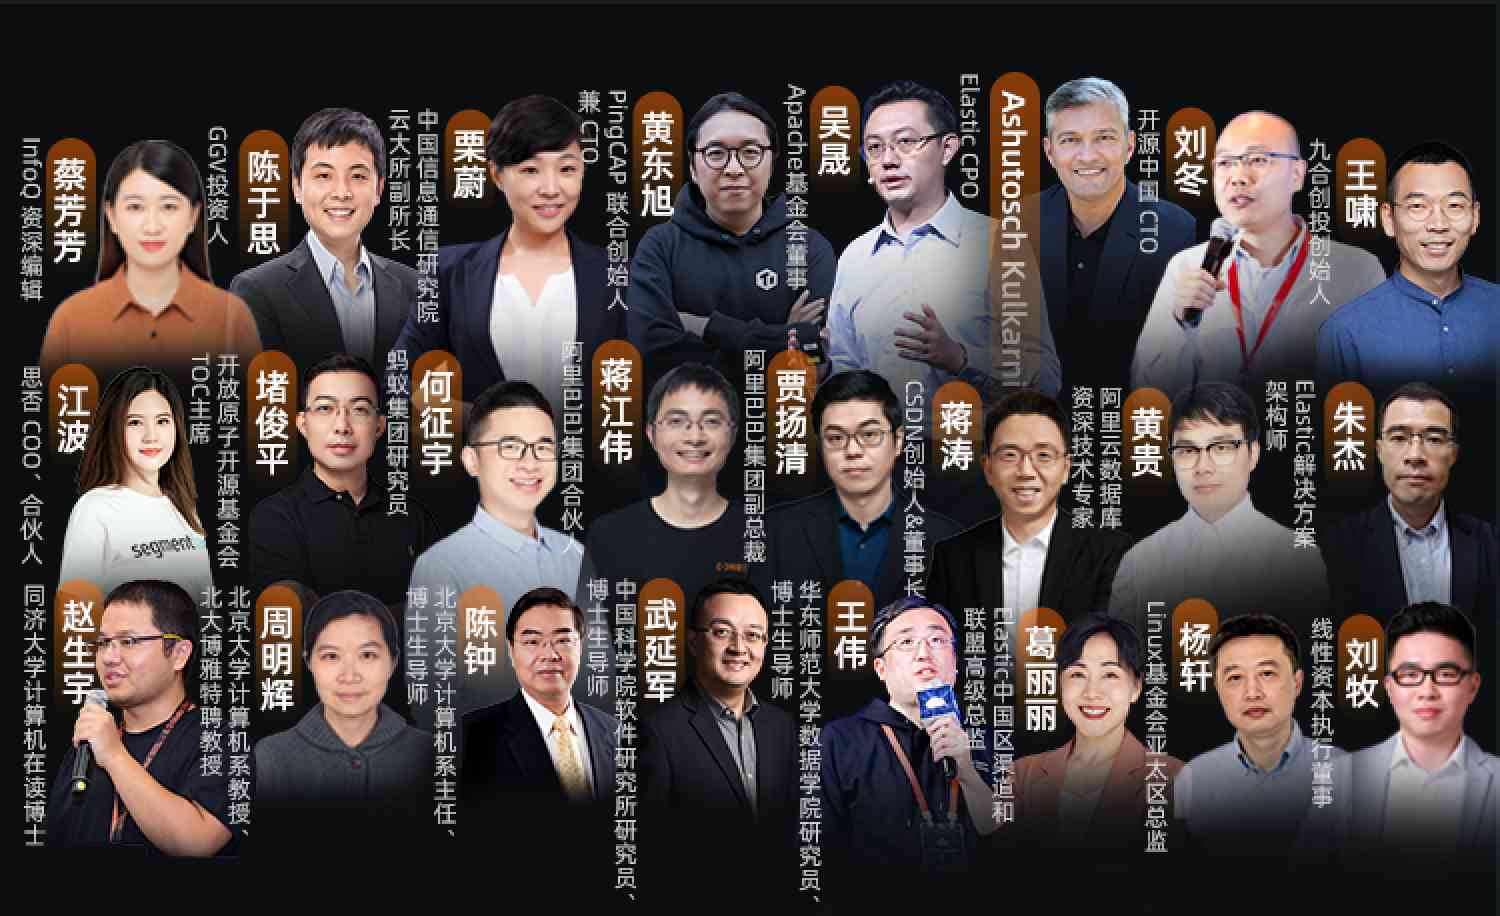 蔡芳芳
InfoQ 资深编辑
陈于思
GGV投资人
栗蔚
中国信息通信研究院
云大所副所长
黄东旭
PingCAP 联合创始人
兼 CTO
吴晟
Apache基金会董事
Ashutosch Kulkarni
Elastic CPO
刘冬
开源中国 CTO
王啸
九合创投创始人
江波
思否 COO、合伙人
segment
堵俊平
开放原子开源基金会
TOC主席
何征宇
蚂蚁集团研究员
蒋江伟
阿里巴巴集团合伙人
贾扬清
阿里巴巴集团副总裁
蒋涛
CSDN创始人&董事长
黄贵
阿里云数据库
资深技术专家
朱杰
Elastic解决方案
架构师
赵生宇
同济大学计算机在读博士
周明辉
北京大学计算机系教授、
北大博雅特聘教授
陈钟
北京大学计算机系主任、
博士生导师
武延军
中国科学院软件研究所研究员、
博士生导师
王伟
华东师范大学数据学院研究员、
博士生导师
葛丽丽
Elastic中国区渠道和
联盟高级总监
杨轩
Linux基金会亚太区总监
刘牧
线性资本执行董事